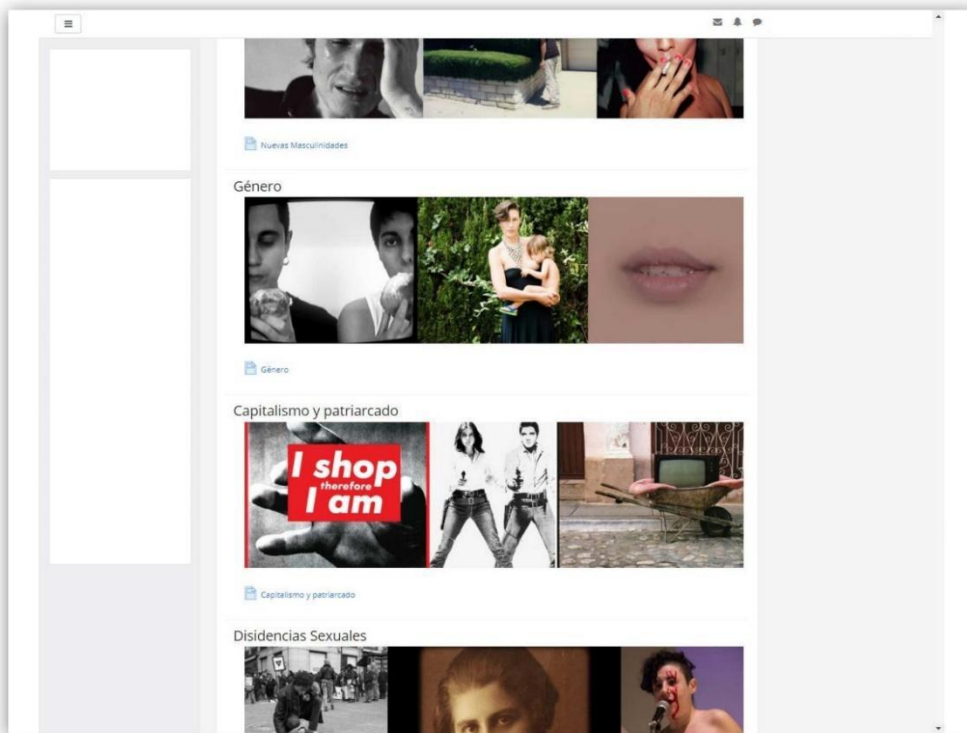 Nuevas Masculinidades
Género
Género
Capitalismo y patriarcado
I shop
therefore
I am
Capitalismo y patriarcado
Disidencias Sexuales